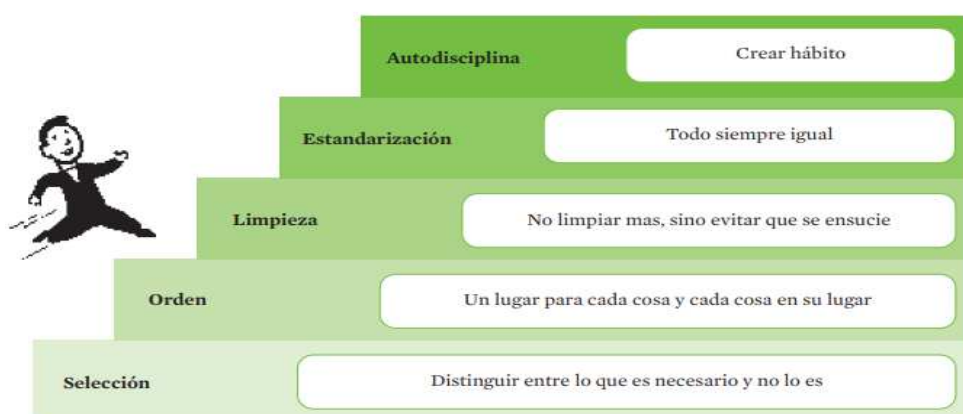 Autodisciplina Crear hábito
Estandarización Todo siempre igual
Limpieza No limpiar mas, sino evitar que se ensucie
Orden Un lugar para cada cosa y cada cosa en su lugar
Selección Distinguir entre lo que es necesario y no lo es